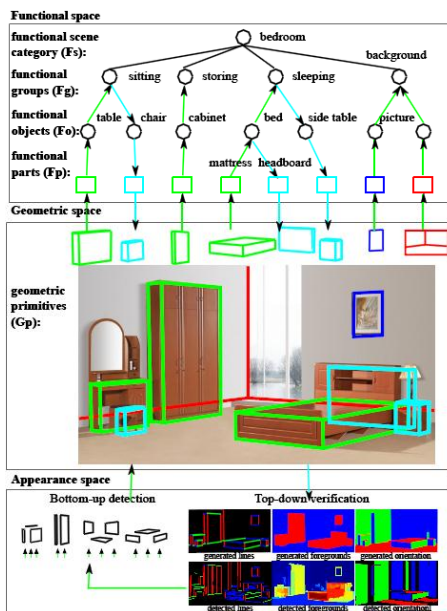 Functional space
functional scene category (Fs):
bedroom
background
functional groups (Fg):
sitting
storing
sleeping
functional objects (Fo):
table
chair
cabinet
bed
side table
picture
functional parts (Fp):
mattress headboard
Geometric space
geometric primitives (Gp):
Appearance space
Bottom-up detection
Top-down verification
generated lines
generated foregrounds
generated orientation
detected lines
detected foregrounds
detected orientation